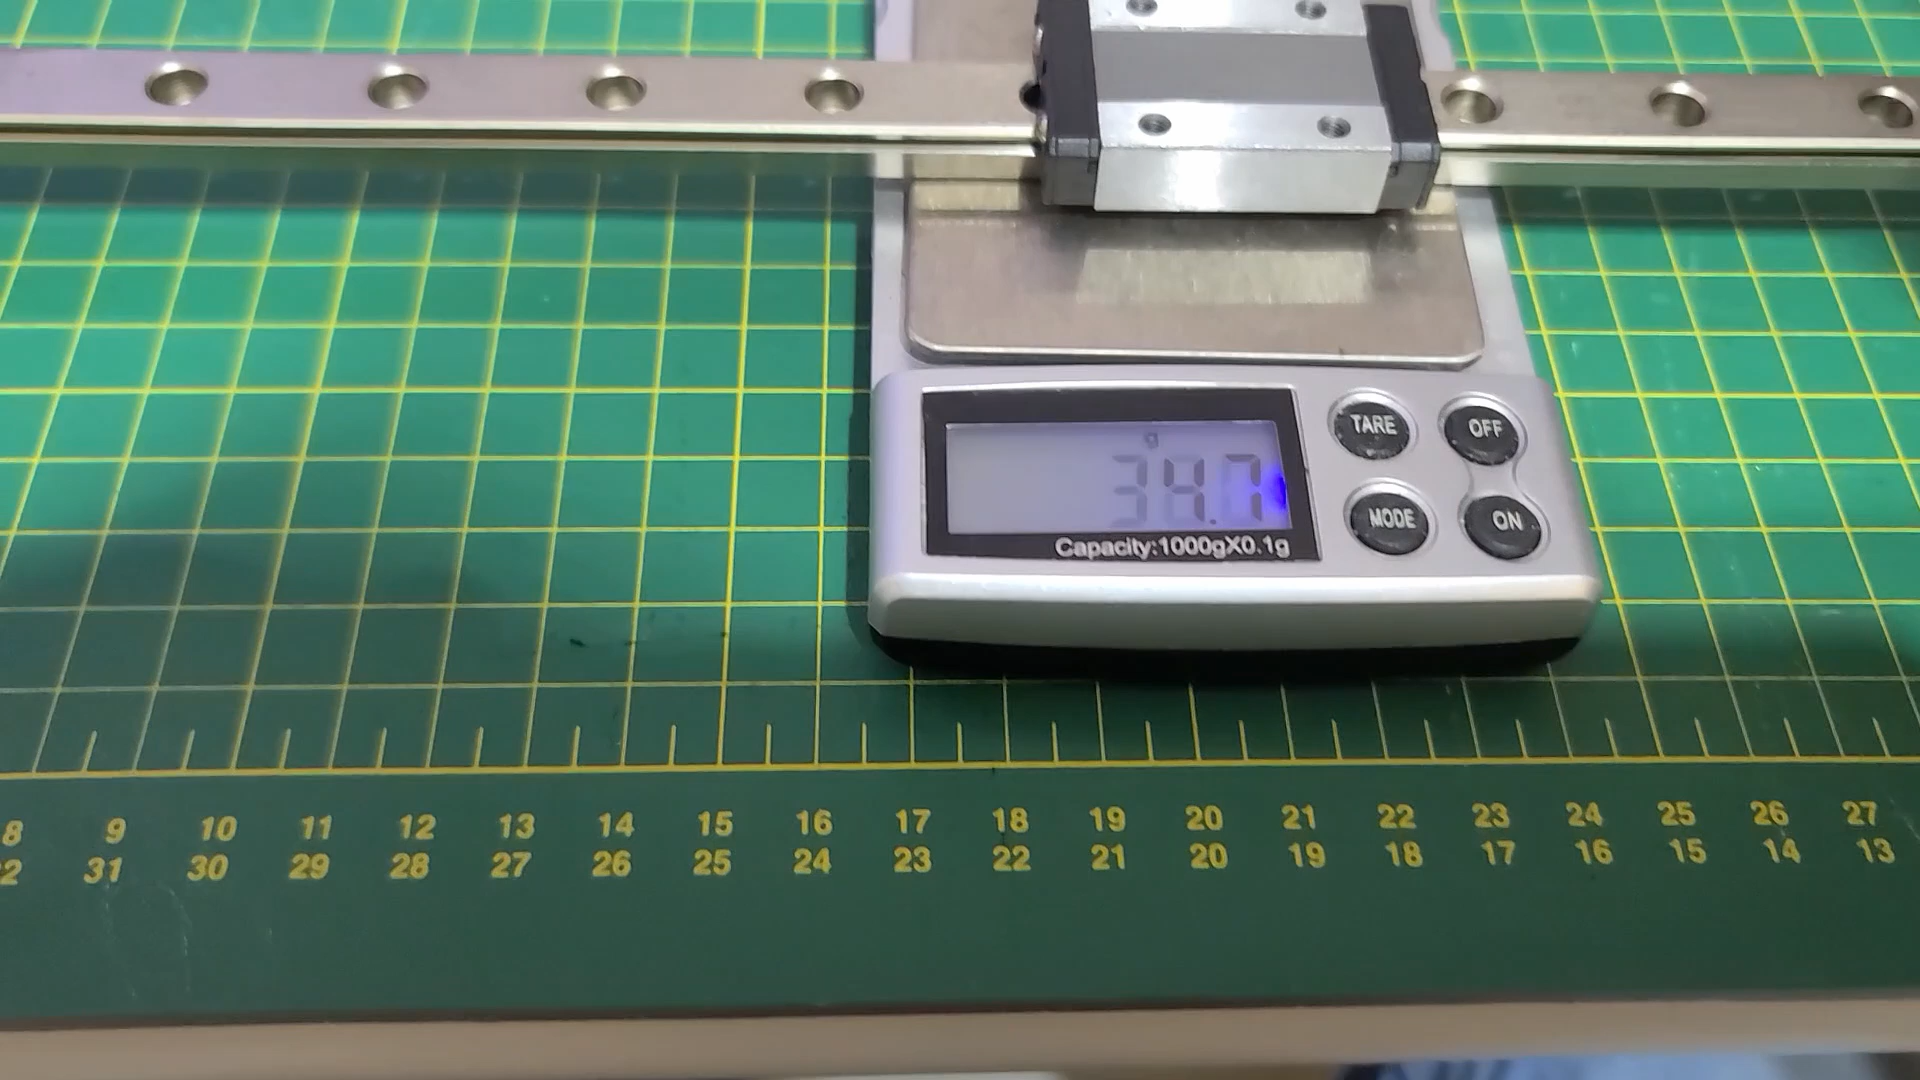 g
34.7
Capacity:1000gX0.1g
TARE
OFF
MODE
ON
8 9 10 11 12 13 14 15 16 17 18 19 20 21 22 23 24 25 26 27
31 30 29 28 27 26 25 24 23 22 21 20 19 18 17 16 15 14 13